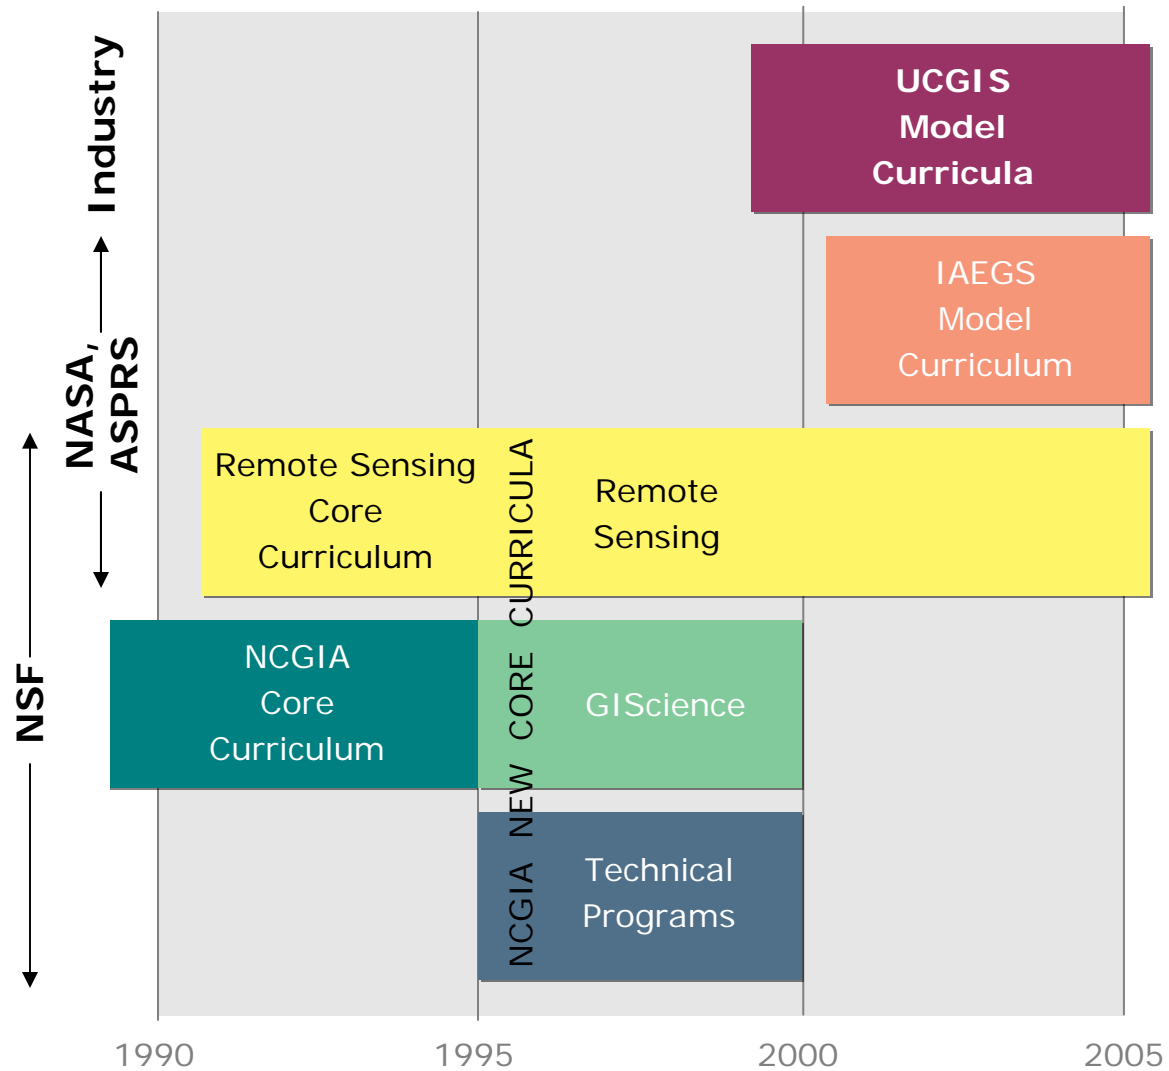 Industry
NASA,
ASPRS
NSF
UCGIS
Model
Curricula
IAEGS
Model
Curriculum
Remote Sensing
Core
Curriculum
Remote
Sensing
NCGIA
Core
Curriculum
GIScience
Technical
Programs
NCGIA NEW CORE CURRICULA
1990
1995
2000
2005